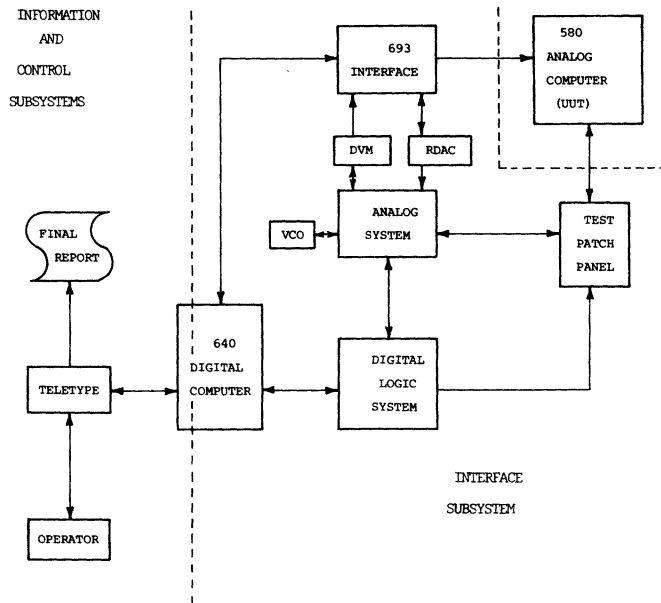 INFORMATION
AND
CONTROL
SUBSYSTEMS
693
INTERFACE
580
ANALOG
COMPUTER
(UUT)
DVM
RDAC
ANALOG
SYSTEM
VCO
TEST
PATCH
PANEL
FINAL
REPORT
640
DIGITAL
COMPUTER
DIGITAL
LOGIC
SYSTEM
TELETYPE
OPERATOR
INTERFACE
SUBSYSTEM